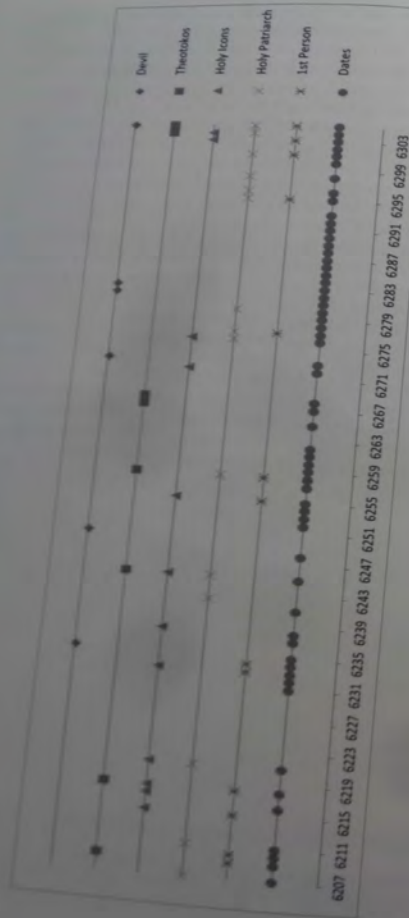 Devil
Theotokos
Holy Icons
Holy Patriarch
1st Person
Dates
6207 6211 6215 6219 6223 6227 6231 6235 6239 6243 6247 6251 6255 6259 6263 6267 6271 6275 6279 6283 6287 6291 6295 6299 6303